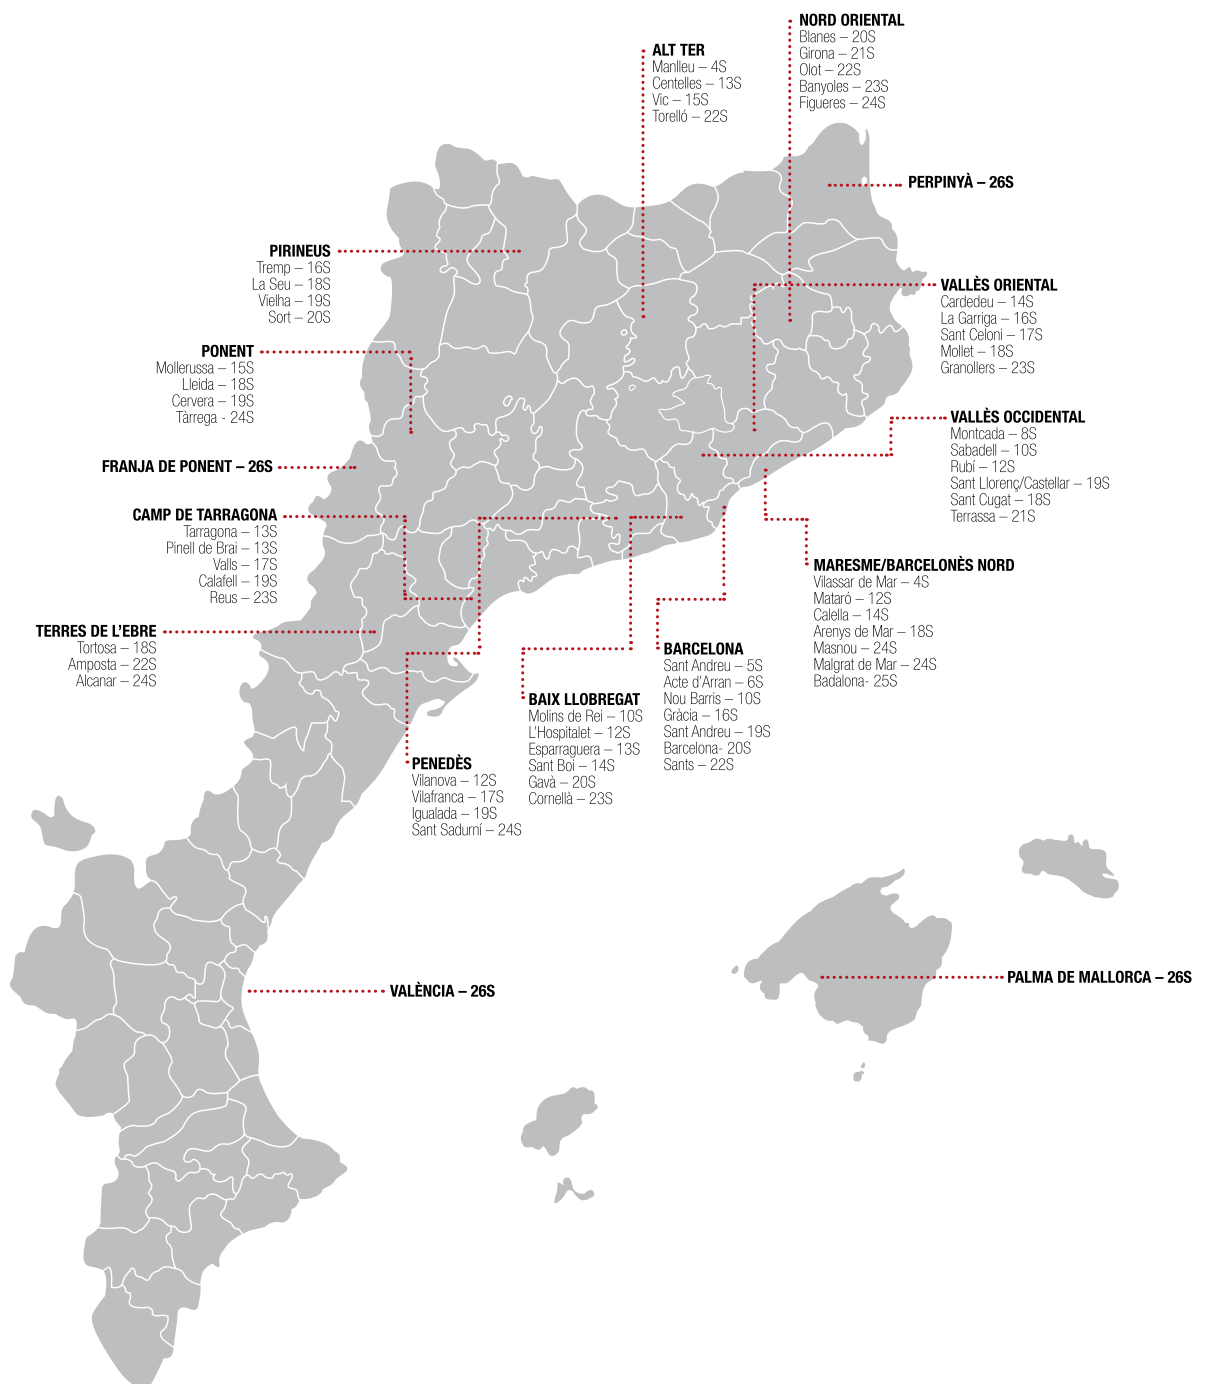 NORD ORIENTAL
Blanes – 20S
Girona – 21S
Olot – 22S
Banyoles – 23S
Figueres – 24S
ALT TER
Manlleu – 4S
Centelles – 13S
Vic – 15S
Torelló – 22S
PERPINYÀ – 26S
PIRINEUS
Tremp – 16S
La Seu – 18S
Vielha – 19S
Sort – 20S
VALLÈS ORIENTAL
Cardedeu – 14S
La Garriga – 16S
Sant Celoni – 17S
Mollet – 18S
Granollers – 23S
PONENT
Mollerussa – 15S
Lleida – 18S
Cervera – 19S
Tàrrega - 24S
VALLÈS OCCIDENTAL
Montcada – 8S
Sabadell – 10S
Rubí – 12S
Sant Llorenç/Castellar – 19S
Sant Cugat – 18S
Terrassa – 21S
FRANJA DE PONENT – 26S
CAMP DE TARRAGONA
Tarragona – 13S
Pinell de Brai – 13S
Valls – 17S
Calafell – 19S
Reus – 23S
MARESME/BARCELONÈS NORD
Vilassar de Mar – 4S
Mataró – 12S
Calella – 14S
Arenys de Mar – 18S
Masnou – 24S
Malgrat de Mar – 24S
Badalona- 25S
TERRES DE L’EBRE
Tortosa – 18S
Amposta – 22S
Alcanar – 24S
BARCELONA
Sant Andreu – 5S
Acte d’Arran – 6S
Nou Barris – 10S
Gràcia – 16S
Sant Andreu – 19S
Barcelona- 20S
Sants – 22S
BAIX LLOBREGAT
Molins de Rei – 10S
L’Hospitalet – 12S
Esparraguera – 13S
Sant Boi – 14S
Gavà – 20S
Cornellà – 23S
PENEDÈS
Vilanova – 12S
Vilafranca – 17S
Igualada – 19S
Sant Sadurní – 24S
PALMA DE MALLORCA – 26S
VALÈNCIA – 26S